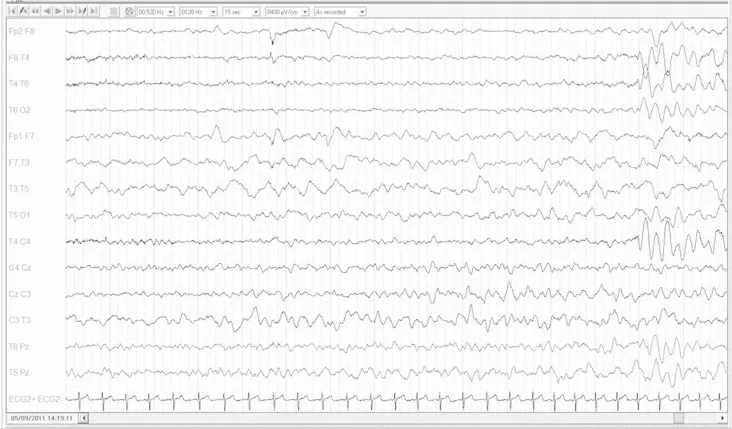 00:530 Hz 0120 Hz 15 sec 0400 µV/cm As recorded
Fp2 F8
F8 T4
T4 T6
T6 O2
Fp1 F7
F7 T3
T3 T5
T5 O1
T4 C4
C4 Cz
Cz C3
C3 T3
T6 Pz
T5 Pz
ECG2+ ECG2-
09/09/2011 14:19:11